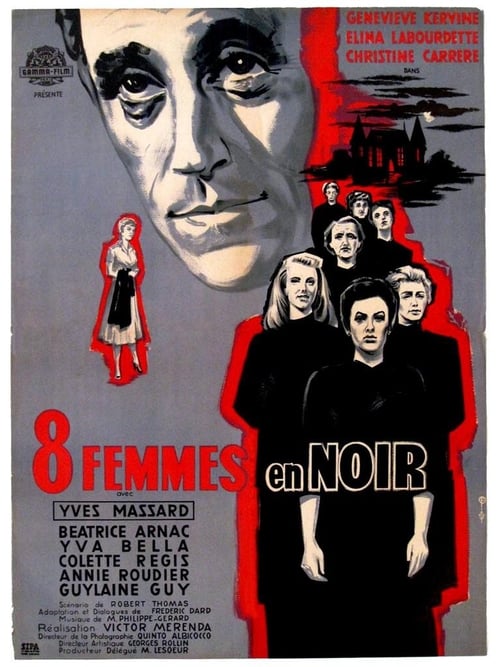 GENEVIEVE KERVINE
ELINA LABOURDETTE
CHRISTINE CARRERE
DANS
GAMMA-FILM
PRÉSENTE
8 FEMMES en NOIR
avec
YVES MASSARD
BEATRICE ARNAC
YVA BELLA
COLETTE REGIS
ANNIE ROUDIER
GUYLAINE GUY
Scénario de ROBERT THOMAS
Adaptation et Dialogues de FREDERIC DARD
Musique de M. PHILIPPE-GERARD
Réalisation VICTOR MERENDA
Directeur de la Photographie QUINTO ALBICOCCO
Directeur Artistique GEORGES ROLLIN
Producteur Délégué M. LESOEUR
SIPA